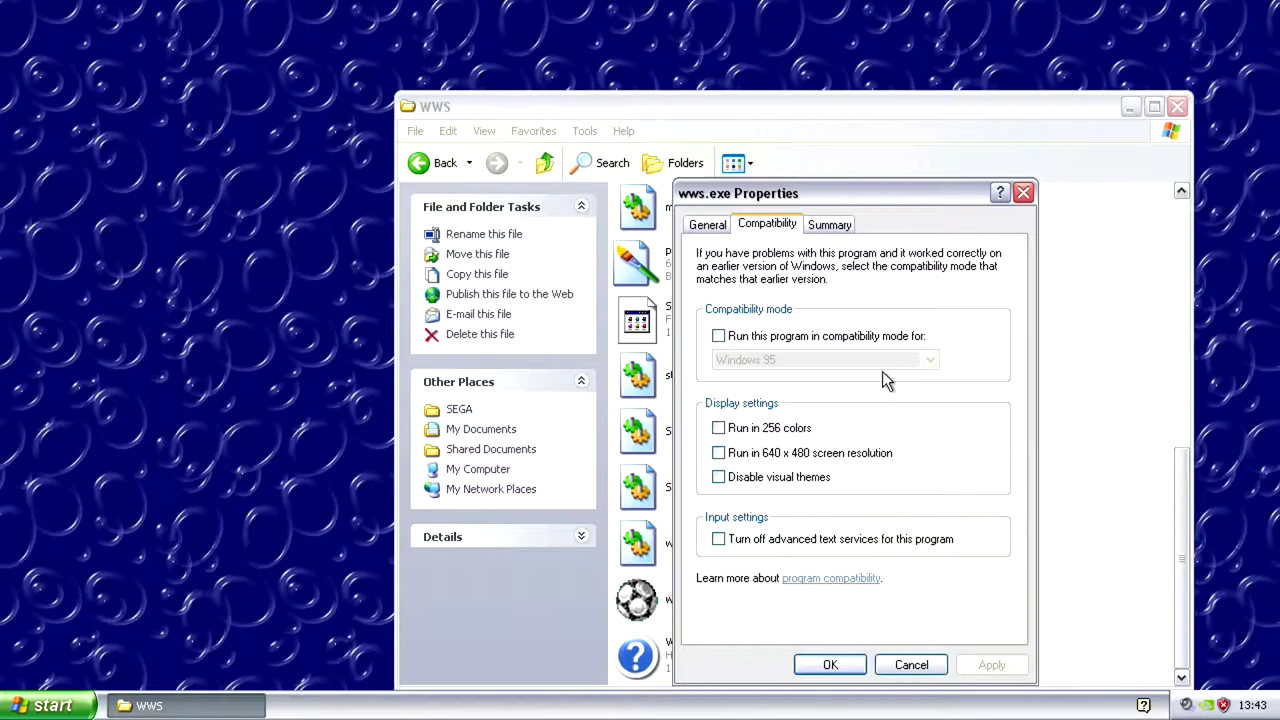 WWS
File Edit View Favorites Tools Help
Back Search Folders
File and Folder Tasks
Rename this file
Move this file
Copy this file
Publish this file to the Web
E-mail this file
Delete this file
Other Places
SEGA
My Documents
Shared Documents
My Computer
My Network Places
Details
wws.exe Properties
General Compatibility Summary
If you have problems with this program and it worked correctly on
an earlier version of Windows, select the compatibility mode that
matches that earlier version.
Compatibility mode
Run this program in compatibility mode for:
Windows 95
Display settings
Run in 256 colors
Run in 640 x 480 screen resolution
Disable visual themes
Input settings
Turn off advanced text services for this program
Learn more about program compatibility.
OK Cancel Apply
start WWS 13:43